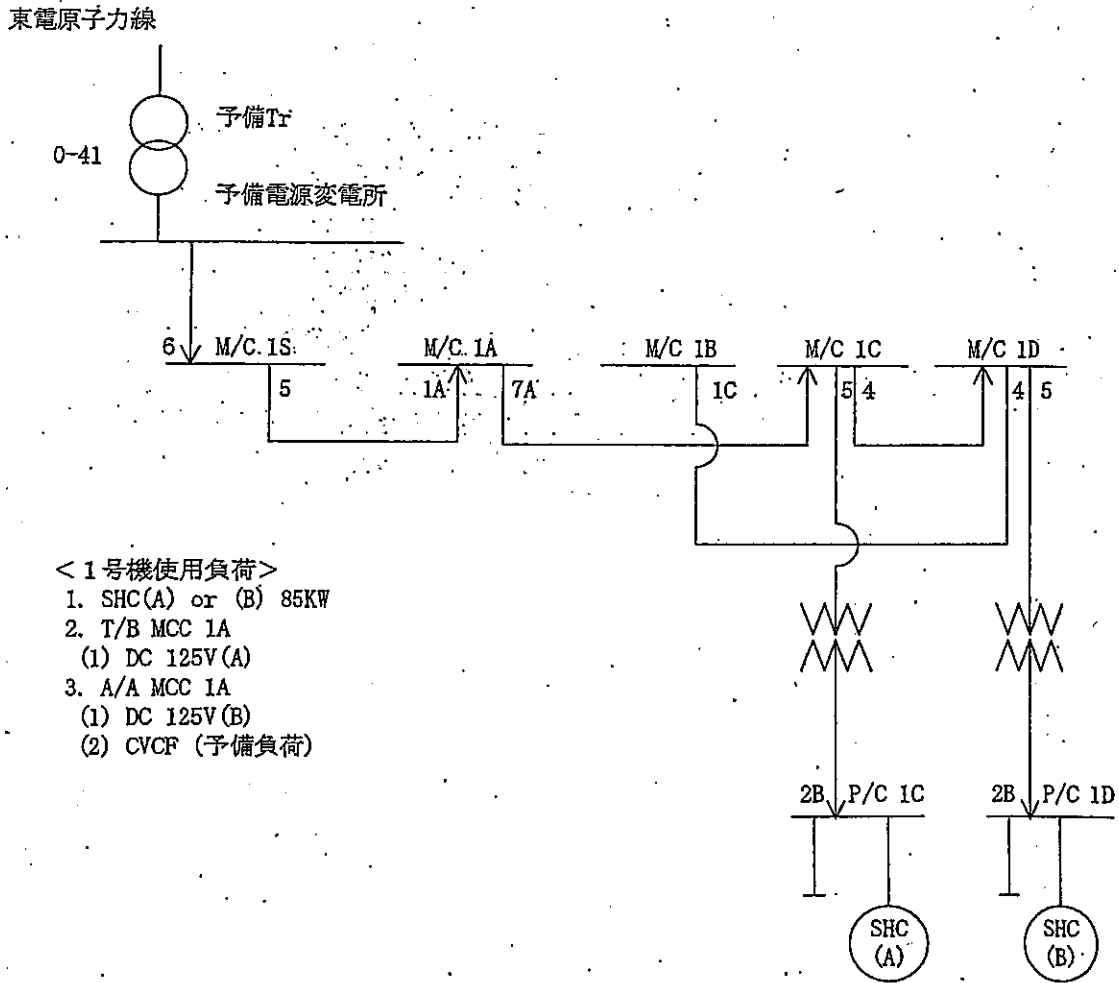 東電原子力線
予備Tr
0-41
予備電源変電所
6 M/C 1S
5
M/C 1A
1A 7A
M/C 1B
1C
M/C 1C
5 4
M/C 1D
4 5
<1号機使用負荷>
1. SHC(A) or (B) 85KW
2. T/B MCC 1A
(1) DC 125V(A)
3. A/A MCC 1A
(1) DC 125V(B)
(2) CVCF (予備負荷)
2B P/C 1C
2B P/C 1D
SHC
(A)
SHC
(B)